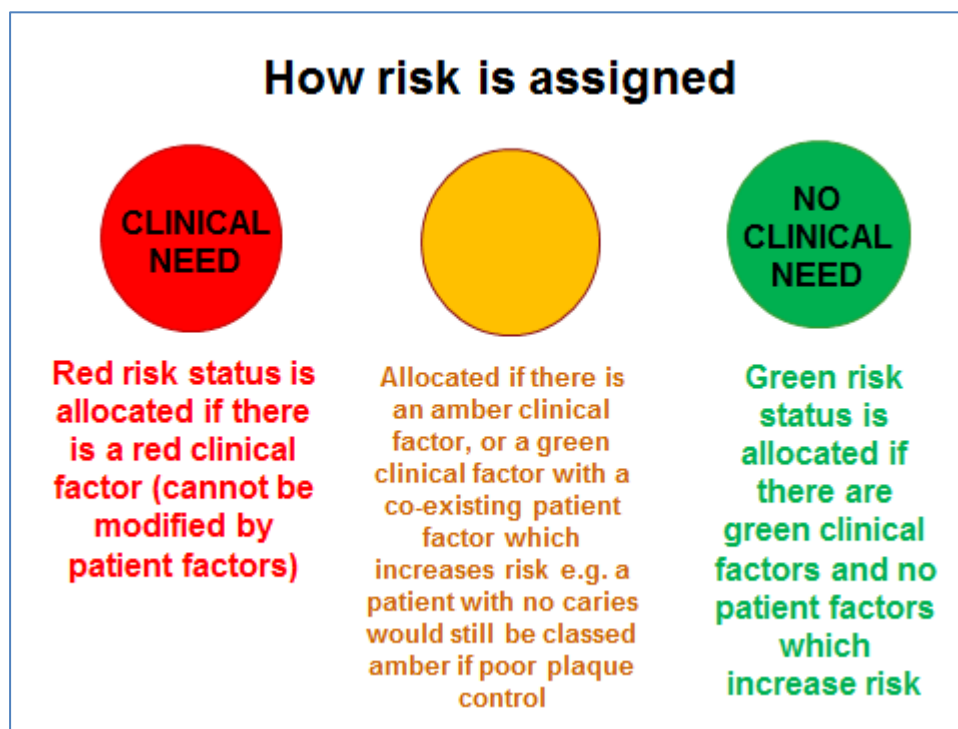 How risk is assigned
CLINICAL
NEED
NO
CLINICAL
NEED
Red risk status is
allocated if there
is a red clinical
factor (cannot be
modified by
patient factors)
Allocated if there is
an amber clinical
factor, or a green
clinical factor with a
co-existing patient
factor which
increases risk e.g. a
patient with no caries
would still be classed
amber if poor plaque
control
Green risk
status is
allocated if
there are
green clinical
factors and no
patient factors
which
increase risk